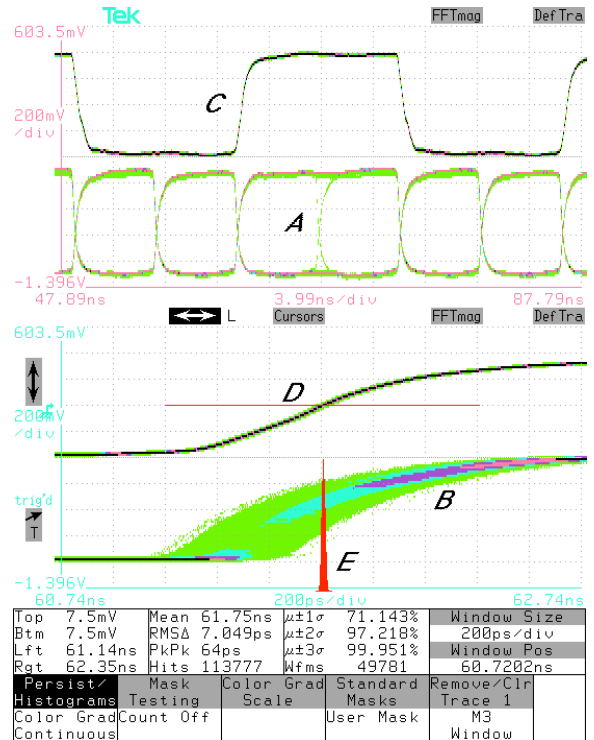 Tek FFTmag DefTra
603.5mV
C
200mV
/div
A
-1.396V
47.89ns 3.99ns/div 87.79ns
L Cursors FFTmag DefTra
603.5mV
D
200mV
/div
trig'd
B
T
E
-1.396V
60.74ns 200ps/div 62.74ns
Top 7.5mV Mean 61.75ns μ±1σ 71.143% Window Size
Btm 7.5mV RMSΔ 7.049ps μ±2σ 97.218% 200ps/div
Lft 61.14ns PkPk 64ps μ±3σ 99.951% Window Pos
Rgt 62.35ns Hits 113777 Wfms 49781 60.7202ns
Persist/ Mask Color Grad Standard Remove/Clr
Histograms Testing Scale Masks Trace 1
Color Grad Count Off User Mask M3
Continuous Window